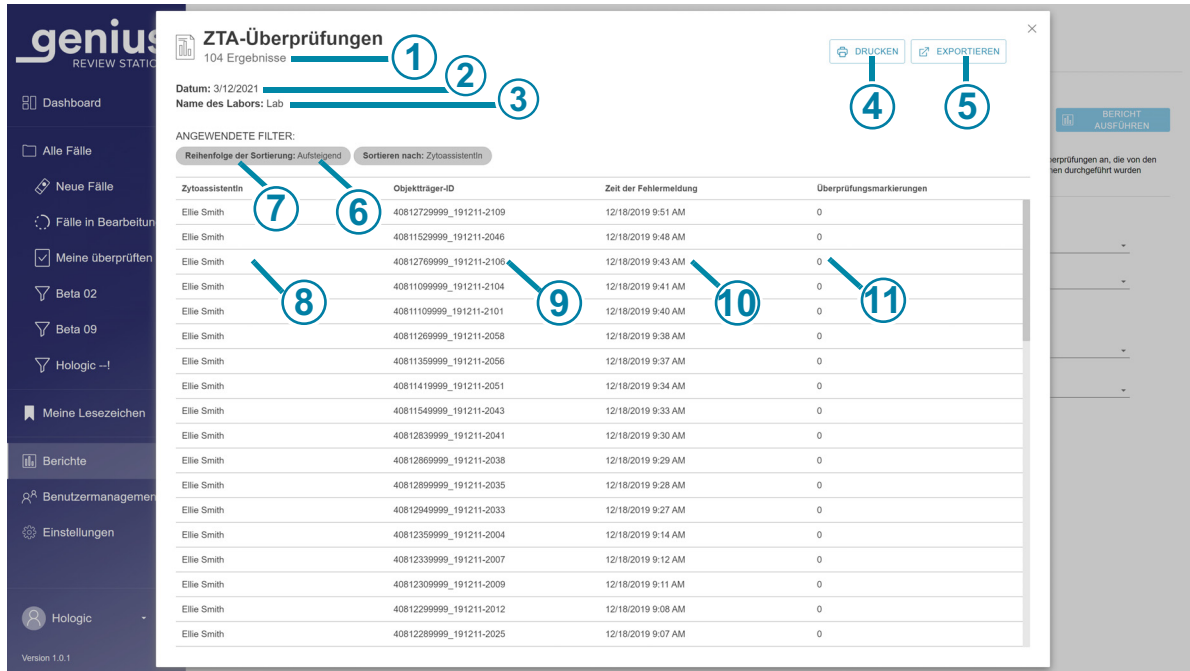 genius
REVIEW STATIC
Dashboard
Alle Fälle
Neue Fälle
Fälle in Bearbeitun
Meine überprüften
Beta 02
Beta 09
Hologic --!
Meine Lesezeichen
Berichte
Benutzermanagemen
Einstellungen
Hologic
Version 1.0.1
ZTA-Überprüfungen
104 Ergebnisse
1
Datum: 3/12/2021
2
Name des Labors: Lab
3
DRUCKEN
4
EXPORTIEREN
5
ANGEWENDETE FILTER:
Reihenfolge der Sortierung: Aufsteigend
Sortieren nach: ZytoassistentIn
6
7
ZytoassistentIn Objektträger-ID Zeit der Fehlermeldung Überprüfungsmarkierungen
Ellie Smith 40812729999_191211-2109 12/18/2019 9:51 AM 0
Ellie Smith 40811529999_191211-2046 12/18/2019 9:48 AM 0
Ellie Smith 40812769999_191211-2106 12/18/2019 9:43 AM 0
8
9
10
11
Ellie Smith 40811099999_191211-2104 12/18/2019 9:41 AM 0
Ellie Smith 40811109999_191211-2101 12/18/2019 9:40 AM 0
Ellie Smith 40811269999_191211-2058 12/18/2019 9:38 AM 0
Ellie Smith 40811359999_191211-2056 12/18/2019 9:37 AM 0
Ellie Smith 40811419999_191211-2051 12/18/2019 9:34 AM 0
Ellie Smith 40811549999_191211-2043 12/18/2019 9:33 AM 0
Ellie Smith 40812839999_191211-2041 12/18/2019 9:30 AM 0
Ellie Smith 40812869999_191211-2038 12/18/2019 9:29 AM 0
Ellie Smith 40812899999_191211-2035 12/18/2019 9:28 AM 0
Ellie Smith 40812949999_191211-2033 12/18/2019 9:27 AM 0
Ellie Smith 40812359999_191211-2004 12/18/2019 9:14 AM 0
Ellie Smith 40812339999_191211-2007 12/18/2019 9:12 AM 0
Ellie Smith 40812309999_191211-2009 12/18/2019 9:11 AM 0
Ellie Smith 40812299999_191211-2012 12/18/2019 9:08 AM 0
Ellie Smith 40812289999_191211-2025 12/18/2019 9:07 AM 0
BERICHT
AUSFÜHREN
erprüfungen an, die von den
nen durchgeführt wurden